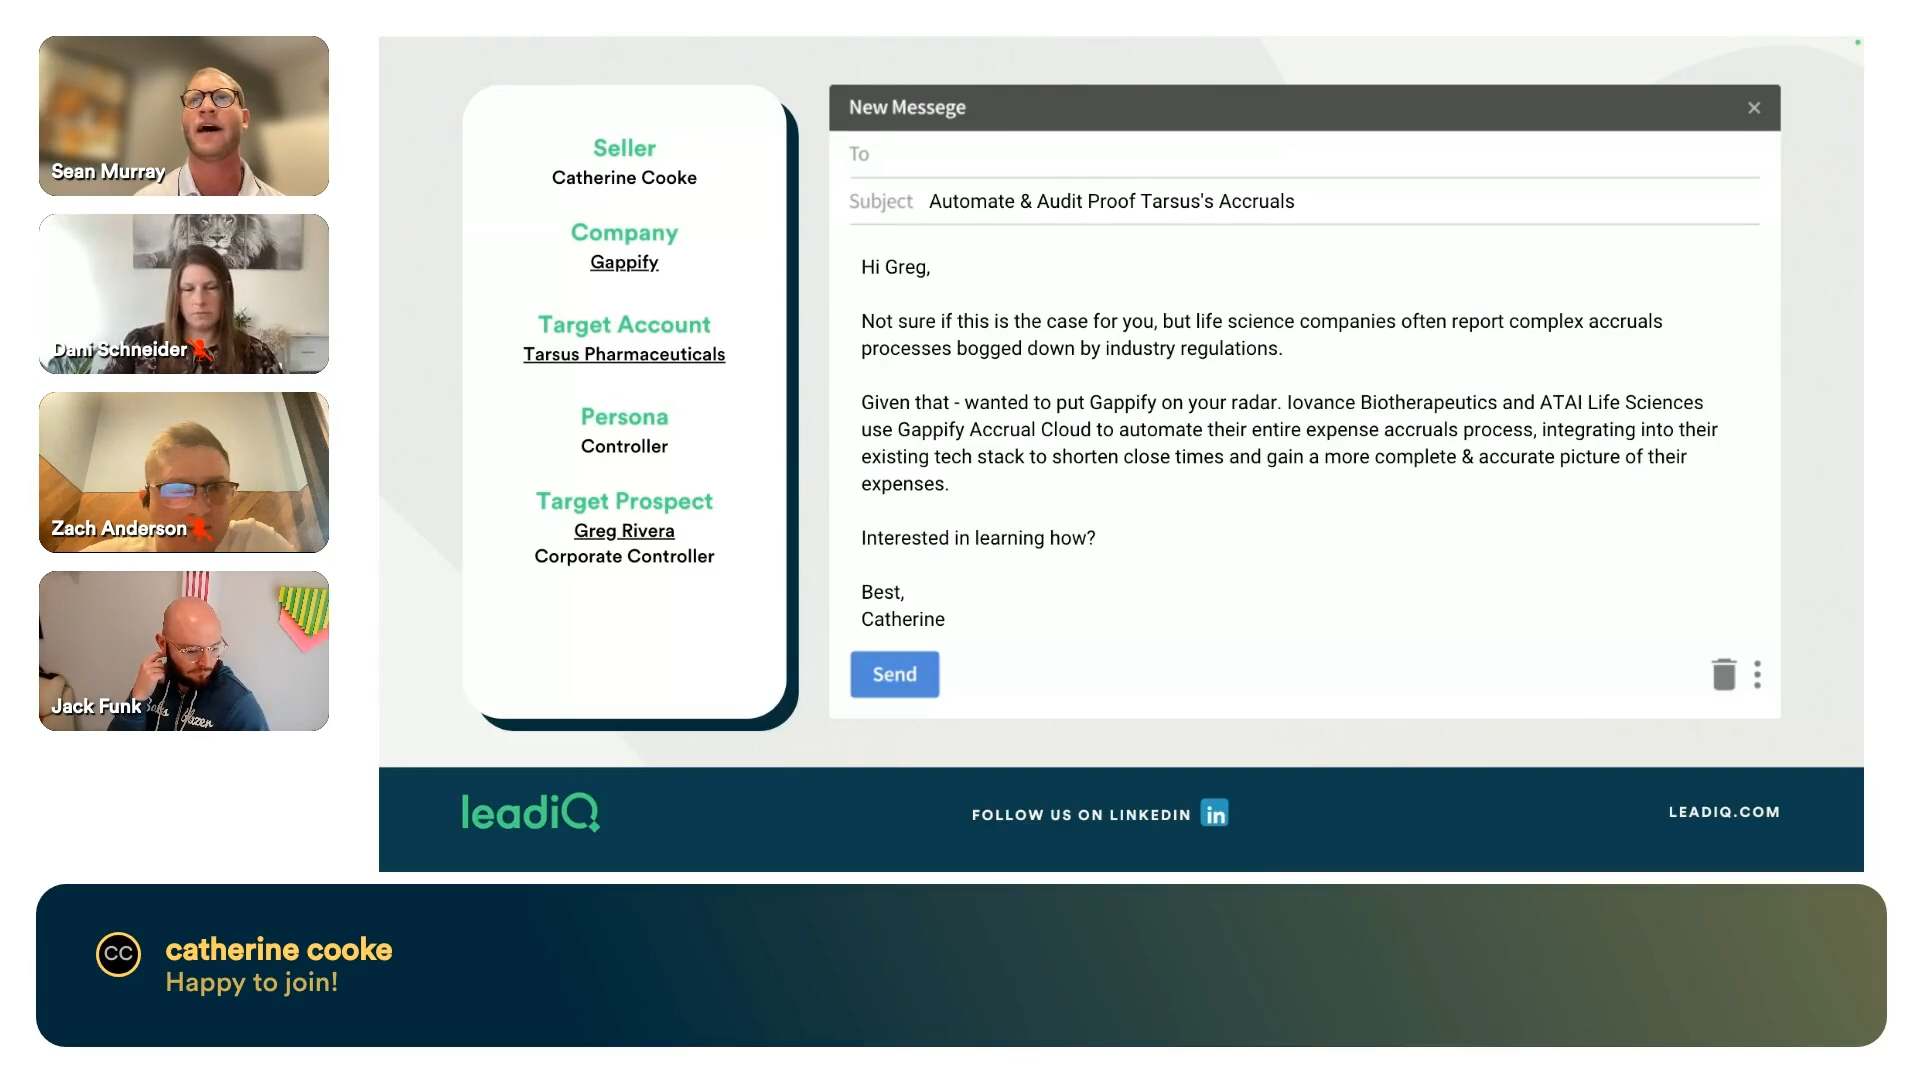 Sean Murray
Dani Schneider
Zach Anderson
Jack Funk
Seller
Catherine Cooke
Company
Gappify
Target Account
Tarsus Pharmaceuticals
Persona
Controller
Target Prospect
Greg Rivera
Corporate Controller
New Messege
To
Subject Automate & Audit Proof Tarsus's Accruals
Hi Greg,
Not sure if this is the case for you, but life science companies often report complex accruals
processes bogged down by industry regulations.
Given that - wanted to put Gappify on your radar. Iovance Biotherapeutics and ATAI Life Sciences
use Gappify Accrual Cloud to automate their entire expense accruals process, integrating into their
existing tech stack to shorten close times and gain a more complete & accurate picture of their
expenses.
Interested in learning how?
Best,
Catherine
Send
leadiQ
FOLLOW US ON LINKEDIN in
LEADIQ.COM
CC
catherine cooke
Happy to join!